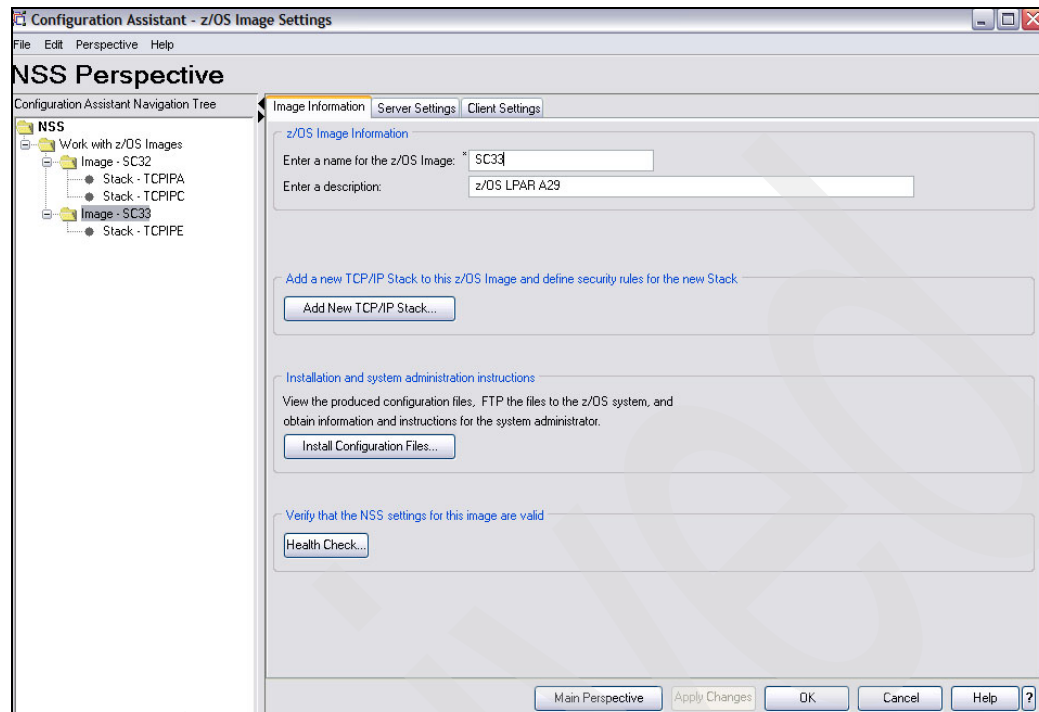 Configuration Assistant - z/OS Image Settings
File Edit Perspective Help
NSS Perspective
Configuration Assistant Navigation Tree
NSS
Work with z/OS Images
Image - SC32
Stack - TCPIPA
Stack - TCPIPC
Image - SC33
Stack - TCPIPE
Image Information Server Settings Client Settings
z/OS Image Information
Enter a name for the z/OS Image: * SC33
Enter a description: z/OS LPAR A29
Add a new TCP/IP Stack to this z/OS Image and define security rules for the new Stack
Add New TCP/IP Stack...
Installation and system administration instructions
View the produced configuration files, FTP the files to the z/OS system, and
obtain information and instructions for the system administrator.
Install Configuration Files...
Verify that the NSS settings for this image are valid
Health Check...
Main Perspective Apply Changes OK Cancel Help ?